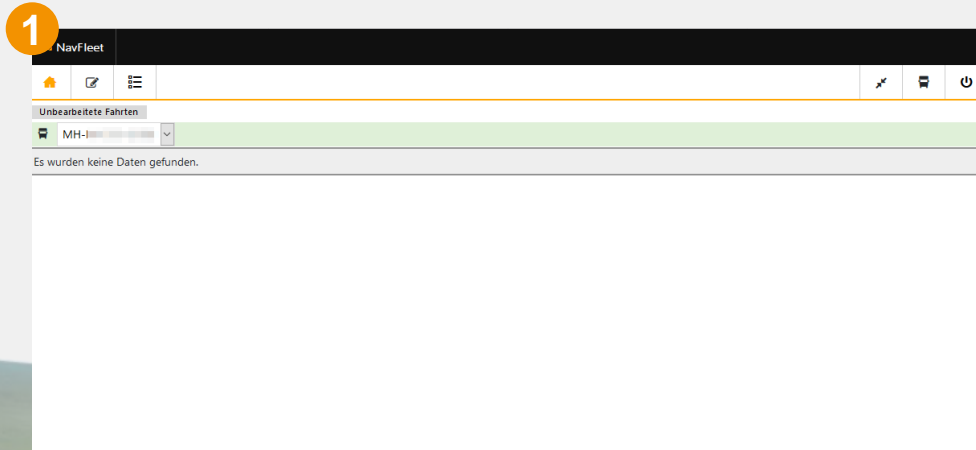 1
NavFleet
Unbearbeitete Fahrten
MH-
Es wurden keine Daten gefunden.